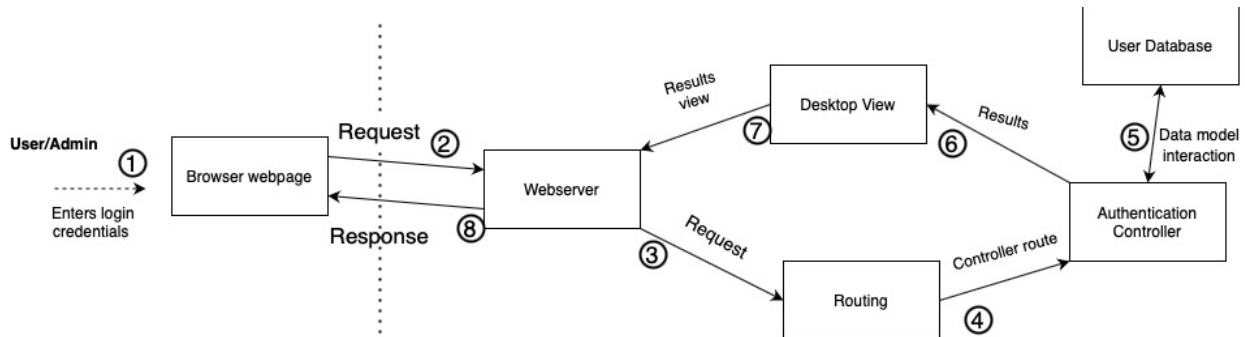 User/Admin
①
Enters login
credentials
Browser webpage
Request
②
Response
⑧
Webserver
③
Request
Routing
④
Controller route
Authentication
Controller
⑤
Data model
interaction
User Database
⑥
Results
Desktop View
⑦
Results
view